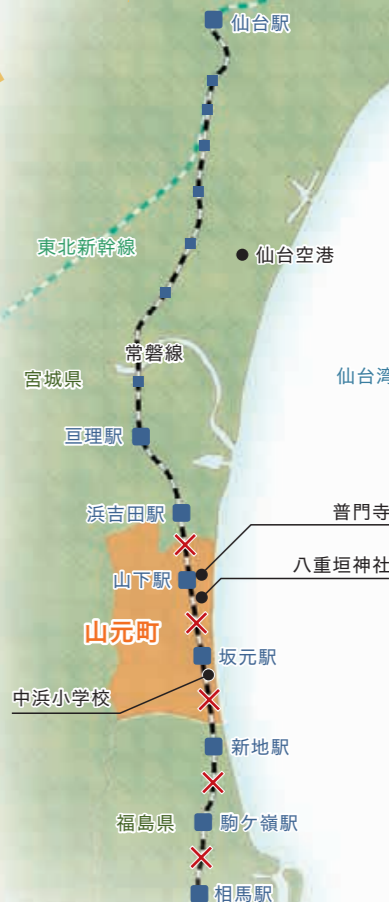 仙台駅
東北新幹線
仙台空港
常磐線
宮城県
仙台湾
亘理駅
浜吉田駅
普門寺
八重垣神社
山下駅
山元町
坂元駅
中浜小学校
新地駅
福島県
駒ケ嶺駅
相馬駅